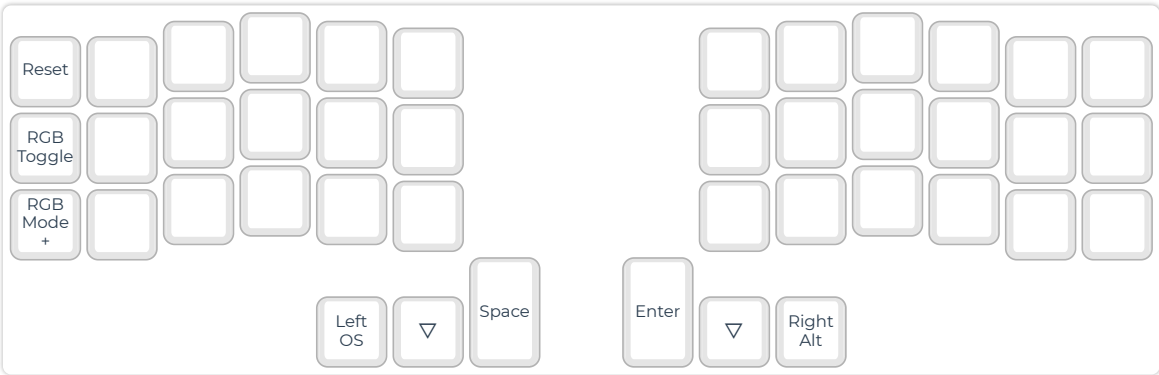 Reset
RGB
Toggle
RGB
Mode
+
Left
OS
▽
Space
Enter
▽
Right
Alt